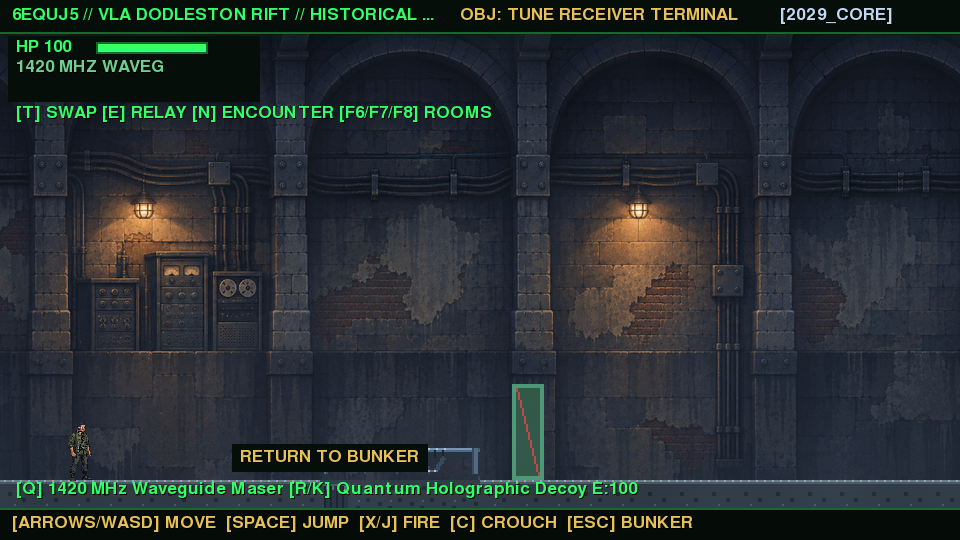 6EQUJ5 // VLA DODLESTON RIFT // HISTORICAL ... OBJ: TUNE RECEIVER TERMINAL [2029_CORE]
HP 100
1420 MHZ WAVEG
[T] SWAP [E] RELAY [N] ENCOUNTER [F6/F7/F8] ROOMS
RETURN TO BUNKER
[Q] 1420 MHz Waveguide Maser [R/K] Quantum Holographic Decoy E:100
[ARROWS/WASD] MOVE [SPACE] JUMP [X/J] FIRE [C] CROUCH [ESC] BUNKER